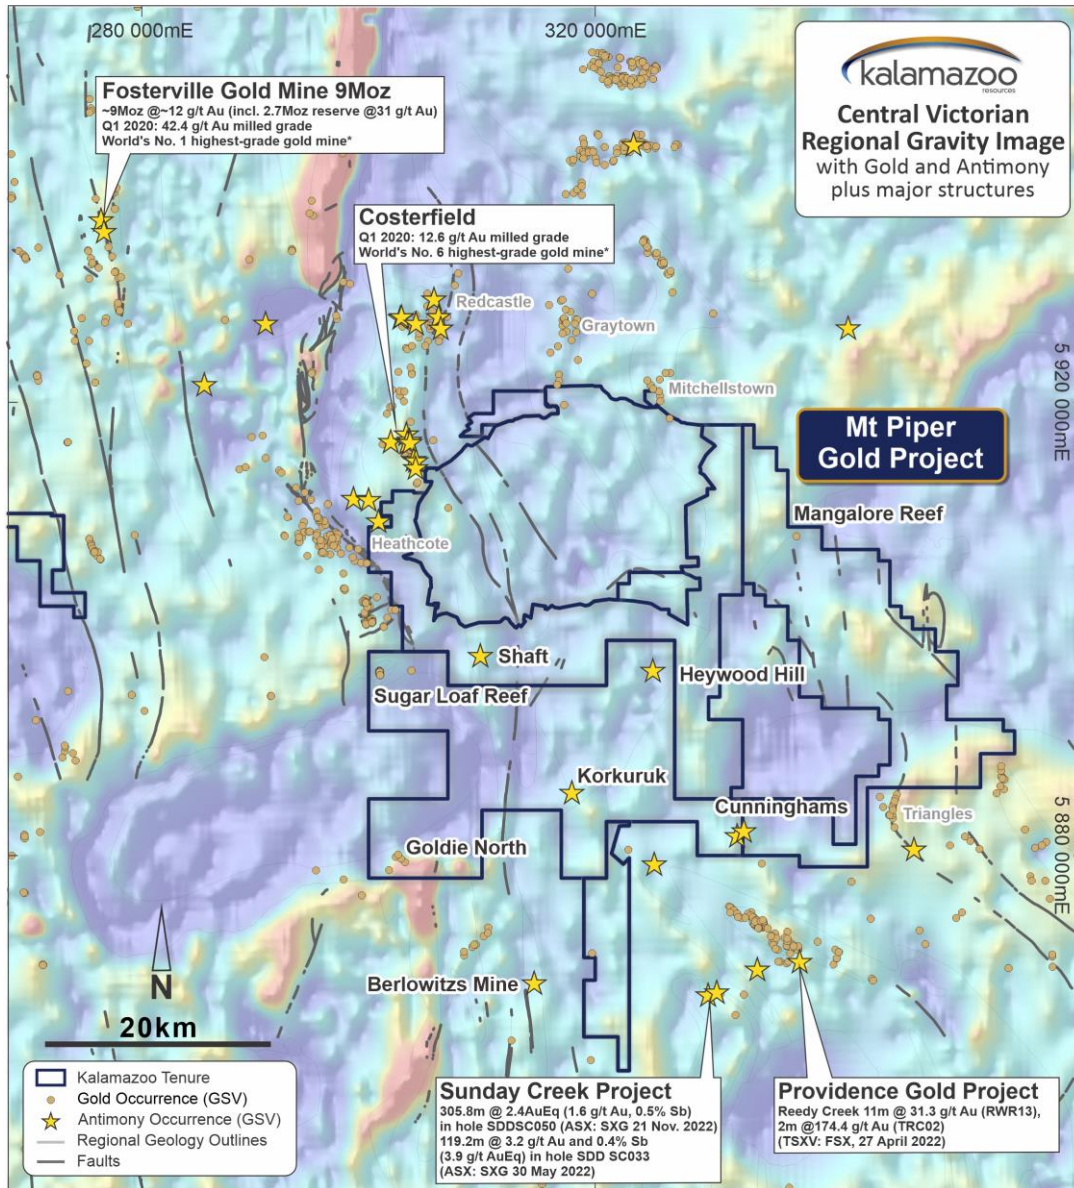 280 000mE
320 000mE
kalamazoo
resources
Central Victorian
Regional Gravity Image
with Gold and Antimony
plus major structures
Fosterville Gold Mine 9Moz
~9Moz @~12 g/t Au (incl. 2.7Moz reserve @31 g/t Au)
Q1 2020: 42.4 g/t Au milled grade
World's No. 1 highest-grade gold mine*
Costerfield
Q1 2020: 12.6 g/t Au milled grade
World's No. 6 highest-grade gold mine*
Redcastle
Graytown
Mitchellstown
5 920 000mE
Mt Piper
Gold Project
Mangalore Reef
Heathcote
Shaft
Heywood Hill
Sugar Loaf Reef
Korkuruk
Cunninghams
Triangles
5 880 000mE
Goldie North
Berlowitzs Mine
N
20km
Kalamazoo Tenure
Gold Occurrence (GSV)
Antimony Occurrence (GSV)
Regional Geology Outlines
Faults
Sunday Creek Project
305.8m @ 2.4AuEq (1.6 g/t Au, 0.5% Sb)
in hole SDDSC050 (ASX: SXG 21 Nov. 2022)
119.2m @ 3.2 g/t Au and 0.4% Sb
(3.9 g/t AuEq) in hole SDD SC033
(ASX: SXG 30 May 2022)
Providence Gold Project
Reedy Creek 11m @ 31.3 g/t Au (RWR13),
2m @174.4 g/t Au (TRC02)
(TSXV: FSX, 27 April 2022)